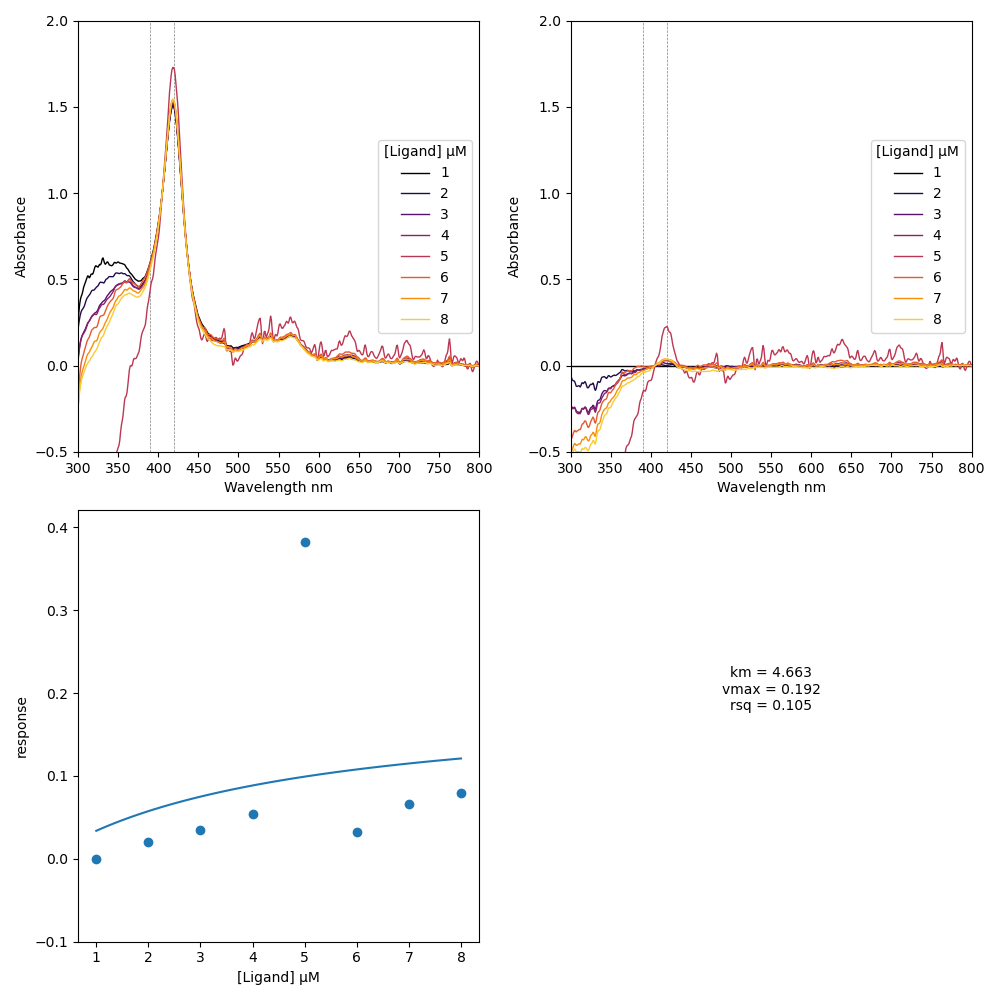 2.0
1.5
1.0
0.5
0.0
−0.5
300 350 400 450 500 550 600 650 700 750 800
Wavelength nm
Absorbance
[Ligand] μM
1
2
3
4
5
6
7
8
2.0
1.5
1.0
0.5
0.0
−0.5
300 350 400 450 500 550 600 650 700 750 800
Wavelength nm
Absorbance
[Ligand] μM
1
2
3
4
5
6
7
8
0.4
0.3
0.2
0.1
0.0
−0.1
1 2 3 4 5 6 7 8
[Ligand] μM
response
km = 4.663
vmax = 0.192
rsq = 0.105